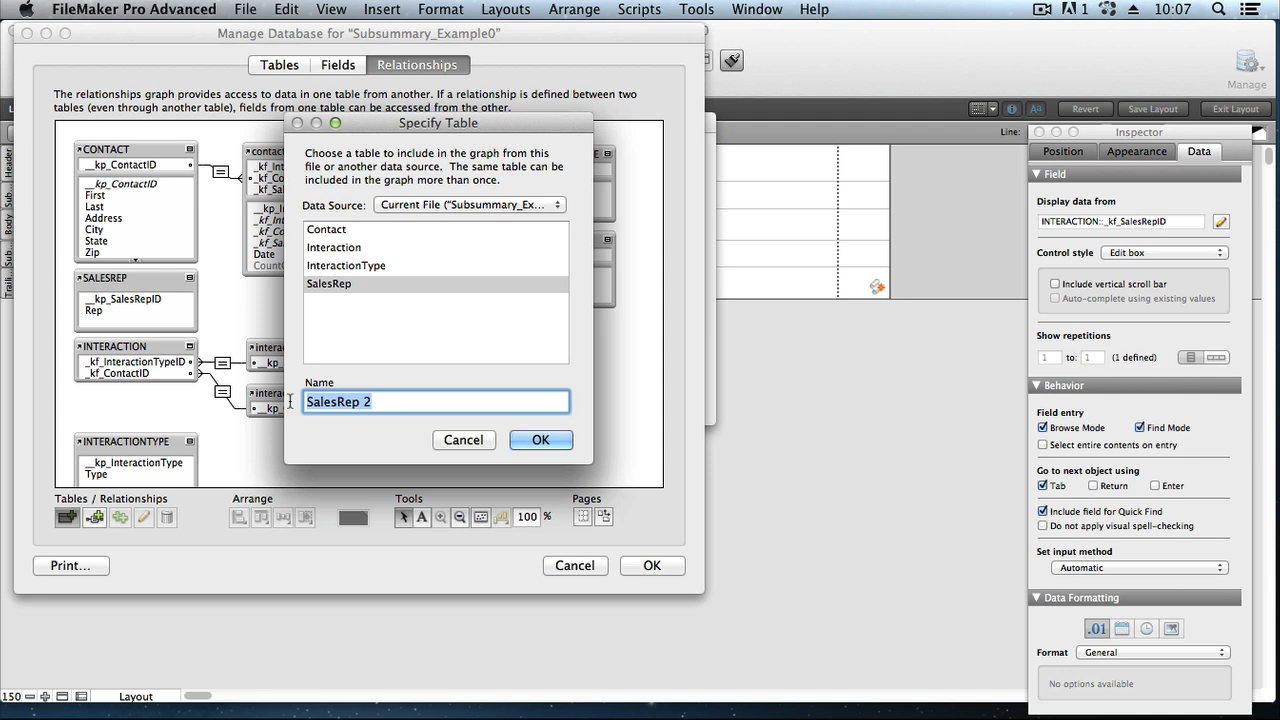 FileMaker Pro Advanced File Edit View Insert Format Layouts Arrange Scripts Tools Window Help 1 10:07
Manage Database for “Subsummary_Example0”
Tables Fields Relationships
The relationships graph provides access to data in one table from another. If a relationship is defined between two
tables (even through another table), fields from one table can be accessed from the other.
CONTACT
__kp_ContactID
__kp_ContactID
First
Last
Address
City
State
Zip
SALESREP
__kp_SalesRepID
Rep
INTERACTION
_kf_InteractionTypeID
_kf_ContactID
INTERACTIONTYPE
__kp_InteractionType
Type
Date
Specify Table
Choose a table to include in the graph from this
file or another data source. The same table can be
included in the graph more than once.
Data Source: Current File (“Subsummary_Ex...
Contact
Interaction
InteractionType
SalesRep
Name
SalesRep 2
Cancel OK
Tables / Relationships Arrange Tools Pages
100 %
Print... Cancel OK
Manage
Revert Save Layout Exit Layout
Line:
Header
Body
Inspector
Position Appearance Data
Field
Display data from
INTERACTION::_kf_SalesRepID
Control style Edit box
Include vertical scroll bar
Auto-complete using existing values
Show repetitions
1 to: 1 (1 defined)
Behavior
Field entry
Browse Mode Find Mode
Select entire contents on entry
Go to next object using
Tab Return Enter
Include field for Quick Find
Do not apply visual spell-checking
Set input method
Automatic
Data Formatting
.01
Format General
No options available
150 Layout